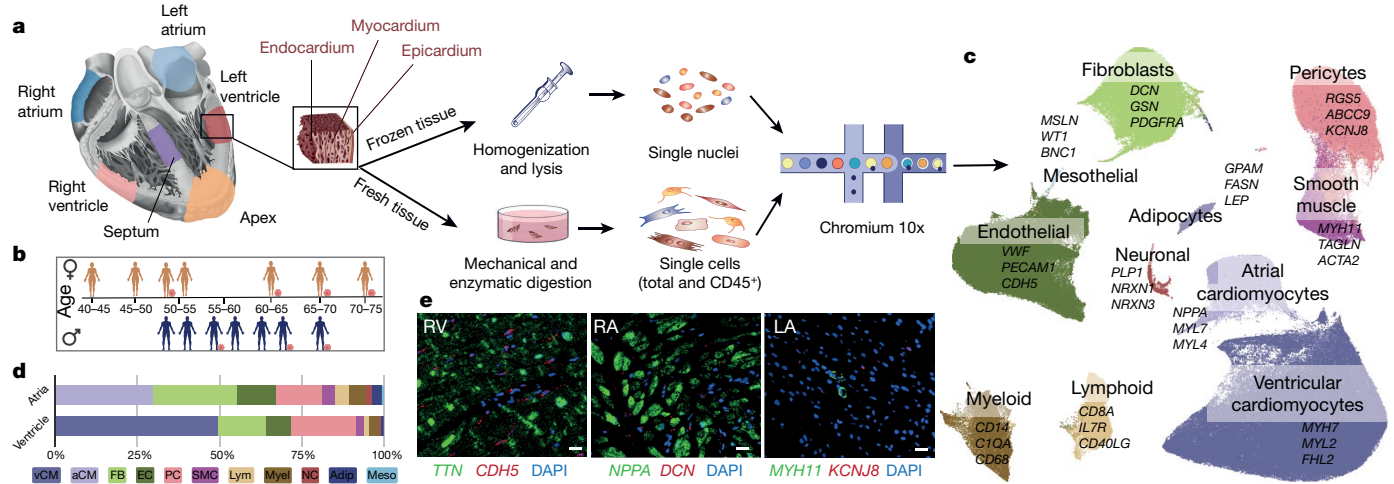 a
Left
atrium
Right
atrium
Left
ventricle
Right
ventricle
Septum
Apex
Endocardium
Myocardium
Epicardium
Frozen tissue
Fresh tissue
Homogenization
and lysis
Single nuclei
Mechanical and
enzymatic digestion
Single cells
(total and CD45+)
Chromium 10x
b
Age
♀
40–45 45–50 50–55 55–60 60–65 65–70 70–75
♂
c
Fibroblasts
DCN
GSN
PDGFRA
Pericytes
RGS5
ABCC9
KCNJ8
MSLN
WT1
BNC1
Mesothelial
GPAM
FASN
LEP
Adipocytes
Smooth
muscle
MYH11
TAGLN
ACTA2
Endothelial
VWF
PECAM1
CDH5
Neuronal
PLP1
NRXN1
NRXN3
Atrial
cardiomyocytes
NPPA
MYL7
MYL4
Ventricular
cardiomyocytes
MYH7
MYL2
FHL2
Myeloid
CD14
C1QA
CD68
Lymphoid
CD8A
IL7R
CD40LG
d
Atria
Ventricle
0% 25% 50% 75% 100%
vCM aCM FB EC PC SMC Lym Myel NC Adip Meso
e
RV RA LA
TTN CDH5 DAPI
NPPA DCN DAPI
MYH11 KCNJ8 DAPI